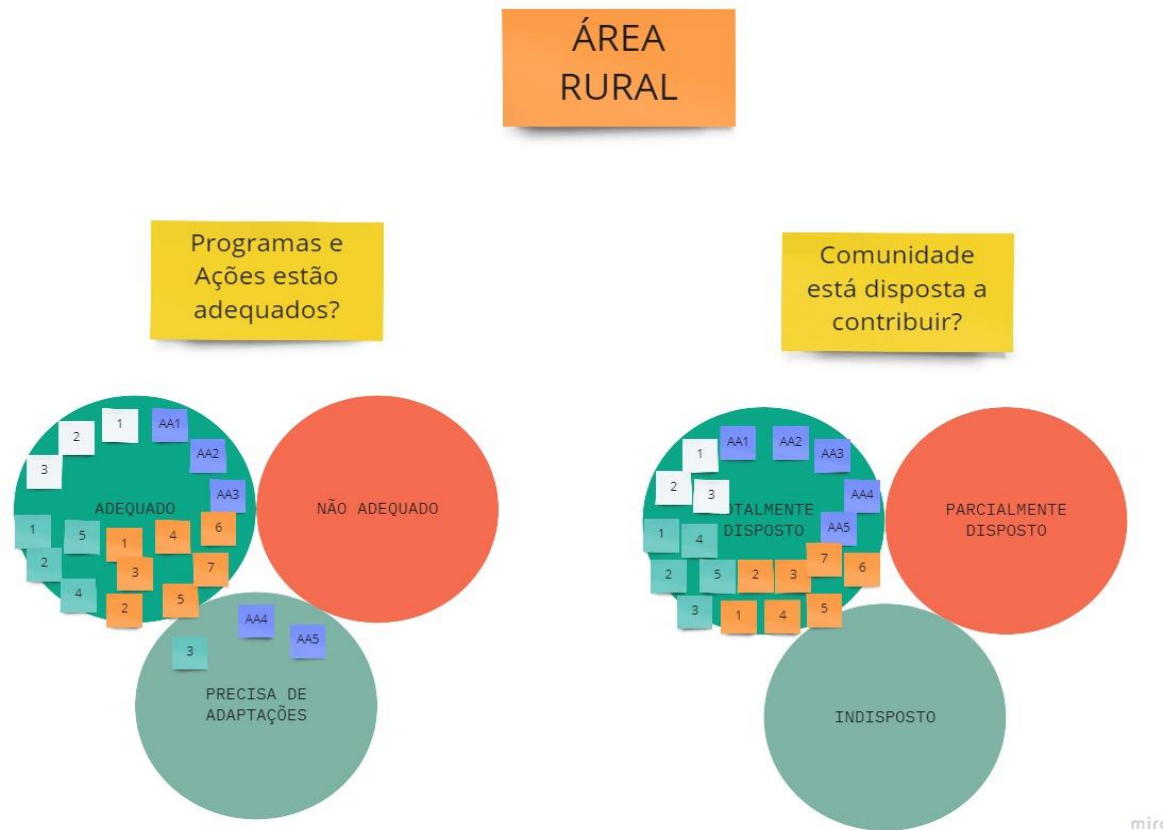 ÁREA
RURAL
Programas e
Ações estão
adequados?
1
2
3
AA1
AA2
AA3
ADEQUADO
1
5
2
4
1
4
6
3
7
2
5
NÃO ADEQUADO
AA4
AA5
3
PRECISA DE
ADAPTAÇÕES
Comunidade
está disposta a
contribuir?
1
2
3
AA1
AA2
AA3
AA4
AA5
OTALMENTE
DISPOSTO
1
4
2
5
3
2
3
7
6
1
4
5
PARCIALMENTE
DISPOSTO
INDISPOSTO
miro